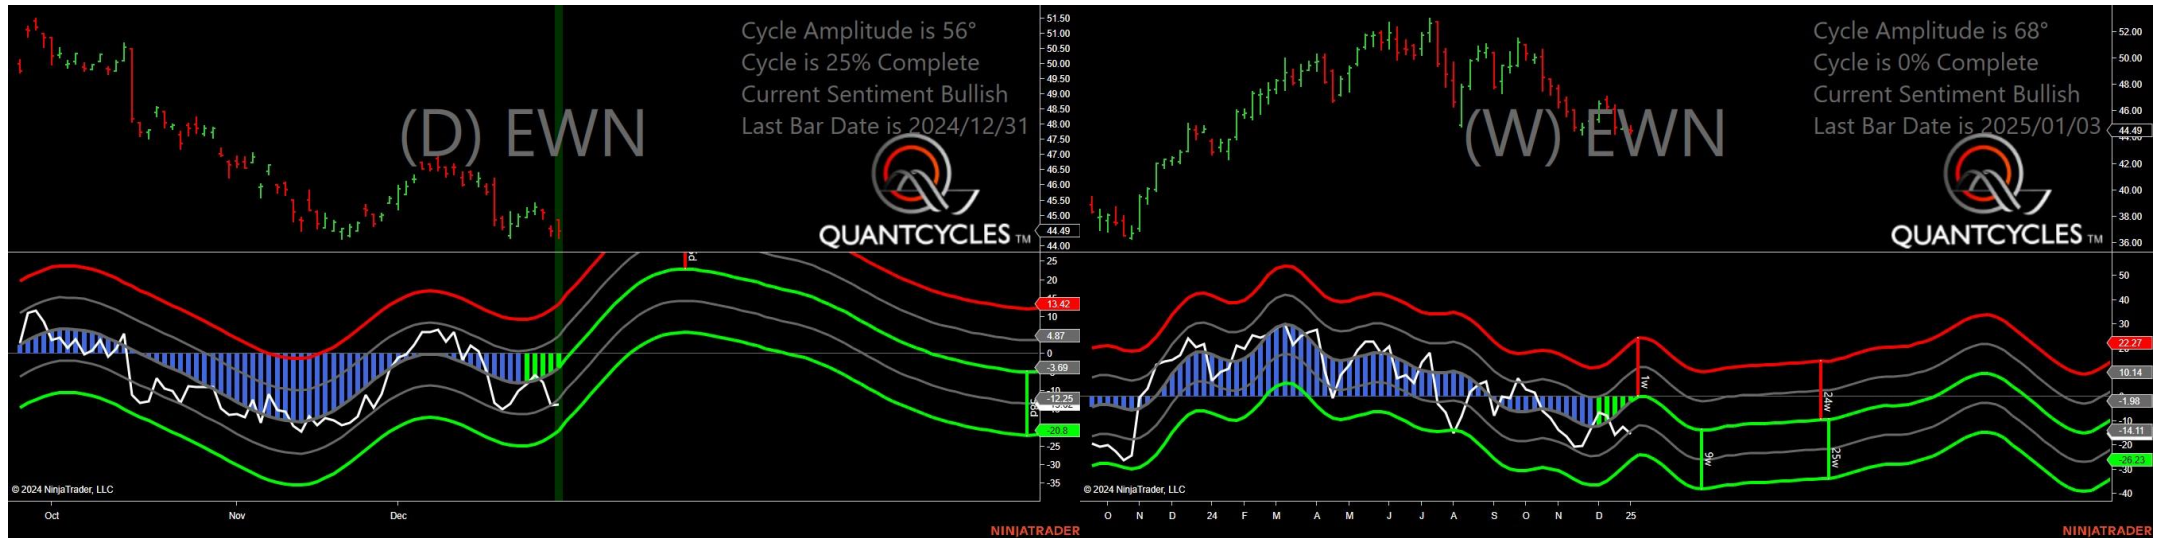 Cycle Amplitude is 56°
Cycle is 25% Complete
Current Sentiment Bullish
Last Bar Date is 2024/12/31
(D) EWN
QUANTCYCLES TM
51.50
51.00
50.50
50.00
49.50
49.00
48.50
48.00
47.50
47.00
46.50
46.00
45.50
45.00
44.49
44.00
25
20
13.42
10
4.87
0
-3.69
-10
-12.25
-20.8
-25
-30
-35
© 2024 NinjaTrader, LLC
Oct
Nov
Dec
NINJATRADER
Cycle Amplitude is 68°
Cycle is 0% Complete
Current Sentiment Bullish
Last Bar Date is 2025/01/03
(W) EWN
QUANTCYCLES TM
52.00
50.00
48.00
46.00
44.49
42.00
40.00
38.00
36.00
50
40
30
22.27
10.14
-1.98
-10
-14.11
-20
-26.23
-30
-40
1w
9w
24w
25w
© 2024 NinjaTrader, LLC
O N D 24 F M A M J J A S O N D 25
NINJATRADER